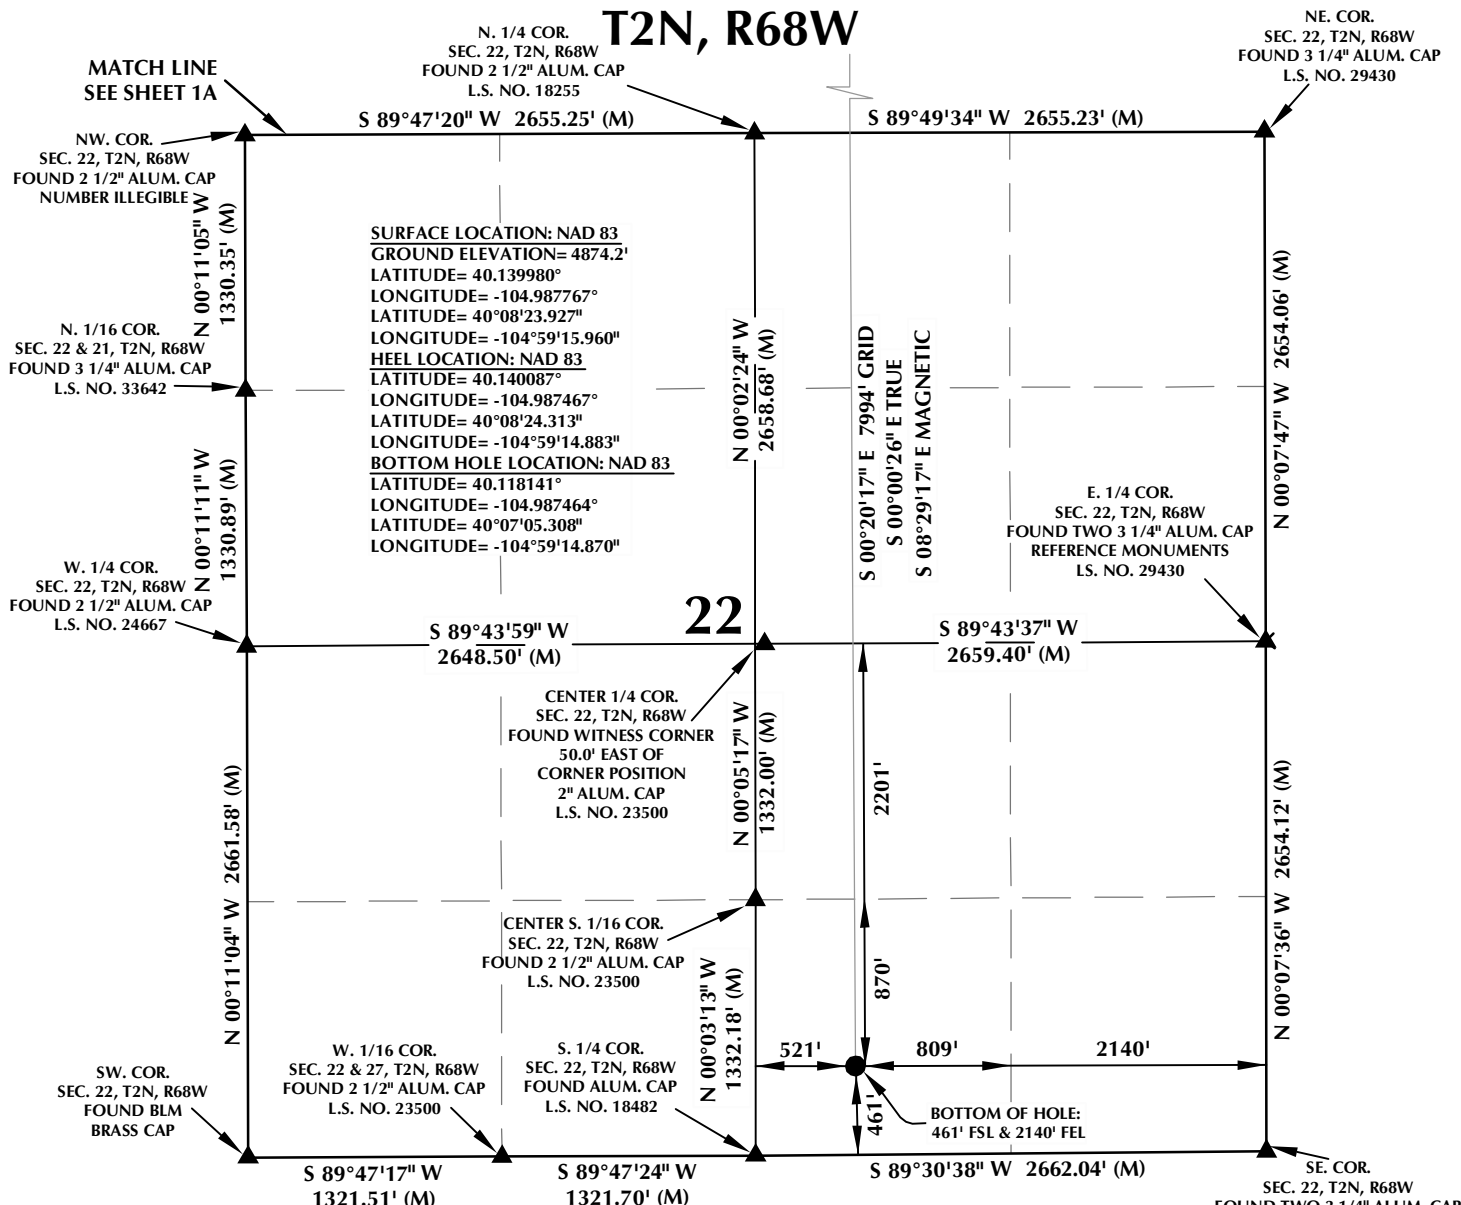 T2N, R68W
N. 1/4 COR.
SEC. 22, T2N, R68W
FOUND 2 1/2" ALUM. CAP
L.S. NO. 18255
NE. COR.
SEC. 22, T2N, R68W
FOUND 3 1/4" ALUM. CAP
L.S. NO. 29430
MATCH LINE
SEE SHEET 1A
S 89°47'20" W 2655.25' (M)
S 89°49'34" W 2655.23' (M)
NW. COR.
SEC. 22, T2N, R68W
FOUND 2 1/2" ALUM. CAP
NUMBER ILLEGIBLE
N 00°11'05" W
1330.35' (M)
SURFACE LOCATION: NAD 83
GROUND ELEVATION= 4874.2'
LATITUDE= 40.139980°
LONGITUDE= -104.987767°
LATITUDE= 40°08'23.927"
LONGITUDE= -104°59'15.960"
HEEL LOCATION: NAD 83
LATITUDE= 40.140087°
LONGITUDE= -104.987467°
LATITUDE= 40°08'24.313"
LONGITUDE= -104°59'14.883"
BOTTOM HOLE LOCATION: NAD 83
LATITUDE= 40.118141°
LONGITUDE= -104.987464°
LATITUDE= 40°07'05.308"
LONGITUDE= -104°59'14.870"
N 00°02'24" W
2658.68' (M)
S 00°20'17" E 7994' GRID
S 00°00'26" E TRUE
S 08°29'17" E MAGNETIC
N 00°07'47" W 2654.06' (M)
N. 1/16 COR.
SEC. 22 & 21, T2N, R68W
FOUND 3 1/4" ALUM. CAP
L.S. NO. 33642
N 00°11'11" W
1330.89' (M)
E. 1/4 COR.
SEC. 22, T2N, R68W
FOUND TWO 3 1/4" ALUM. CAP
REFERENCE MONUMENTS
LS. NO. 29430
W. 1/4 COR.
SEC. 22, T2N, R68W
FOUND 2 1/2" ALUM. CAP
L.S. NO. 24667
22
S 89°43'59" W
2648.50' (M)
S 89°43'37" W
2659.40' (M)
CENTER 1/4 COR.
SEC. 22, T2N, R68W
FOUND WITNESS CORNER
50.0' EAST OF
CORNER POSITION
2" ALUM. CAP
L.S. NO. 23500
N 00°05'17" W
1332.00' (M)
2201'
N 00°11'04" W 2661.58' (M)
N 00°07'36" W 2654.12' (M)
CENTER S. 1/16 COR.
SEC. 22, T2N, R68W
FOUND 2 1/2" ALUM. CAP
L.S. NO. 23500
870'
N 00°03'13" W
1332.18' (M)
521'
809'
2140'
461'
BOTTOM OF HOLE:
461' FSL & 2140' FEL
SW. COR.
SEC. 22, T2N, R68W
FOUND BLM
BRASS CAP
W. 1/16 COR.
SEC. 22 & 27, T2N, R68W
FOUND 2 1/2" ALUM. CAP
L.S. NO. 23500
S. 1/4 COR.
SEC. 22, T2N, R68W
FOUND ALUM. CAP
L.S. NO. 18482
S 89°47'17" W
1321.51' (M)
S 89°47'24" W
1321.70' (M)
S 89°30'38" W 2662.04' (M)
SE. COR.
SEC. 22, T2N, R68W
FOUND TWO 3 1/4" ALUM. CAP